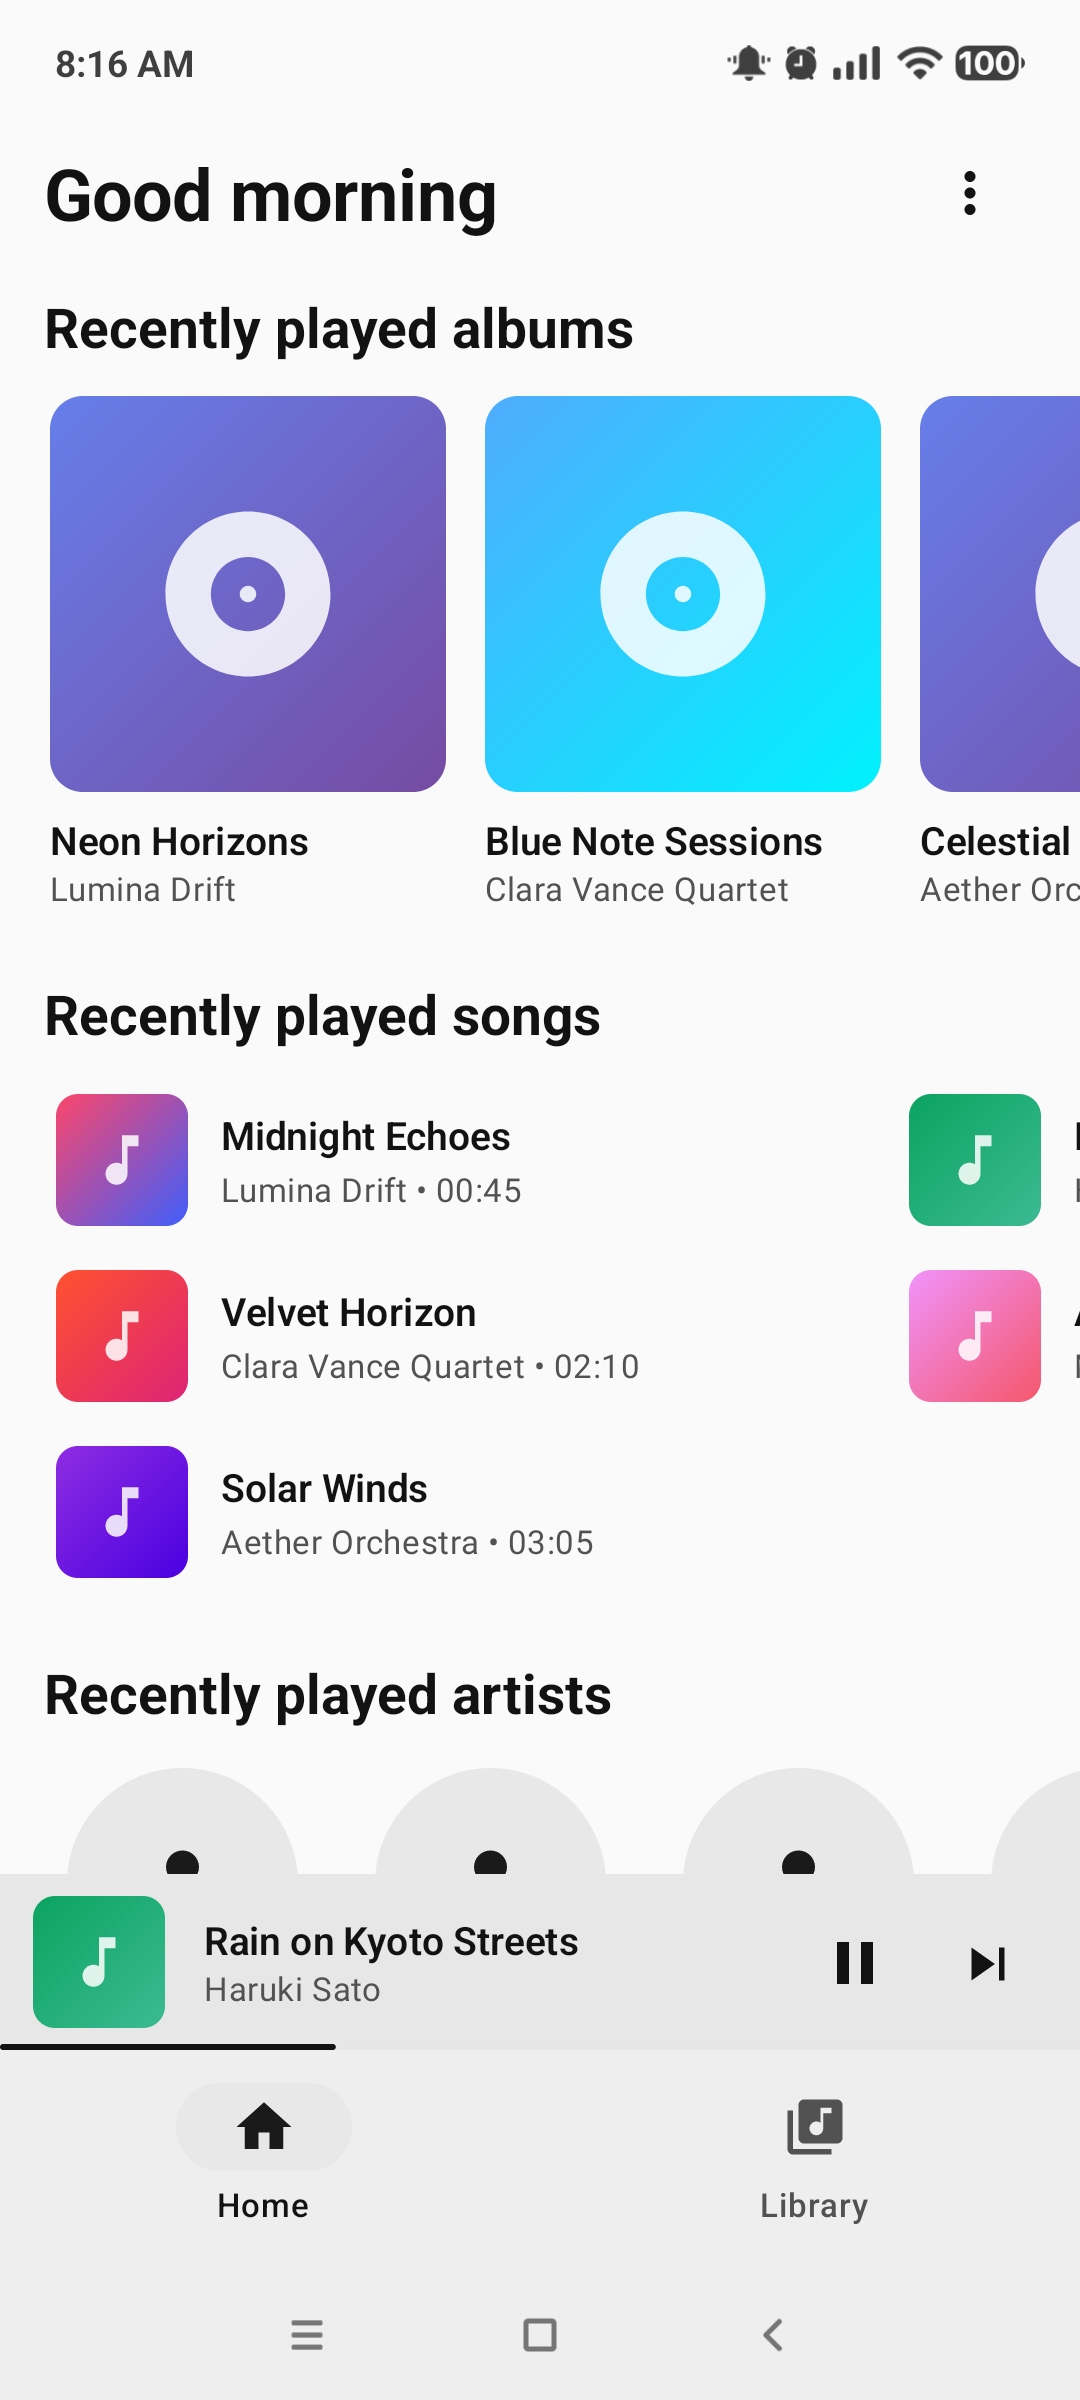 8:16 AM
100
Good morning
Recently played albums
Neon Horizons
Lumina Drift
Blue Note Sessions
Clara Vance Quartet
Celestial
Aether Orc
Recently played songs
Midnight Echoes
Lumina Drift • 00:45
Velvet Horizon
Clara Vance Quartet • 02:10
Solar Winds
Aether Orchestra • 03:05
Recently played artists
Rain on Kyoto Streets
Haruki Sato
Home
Library